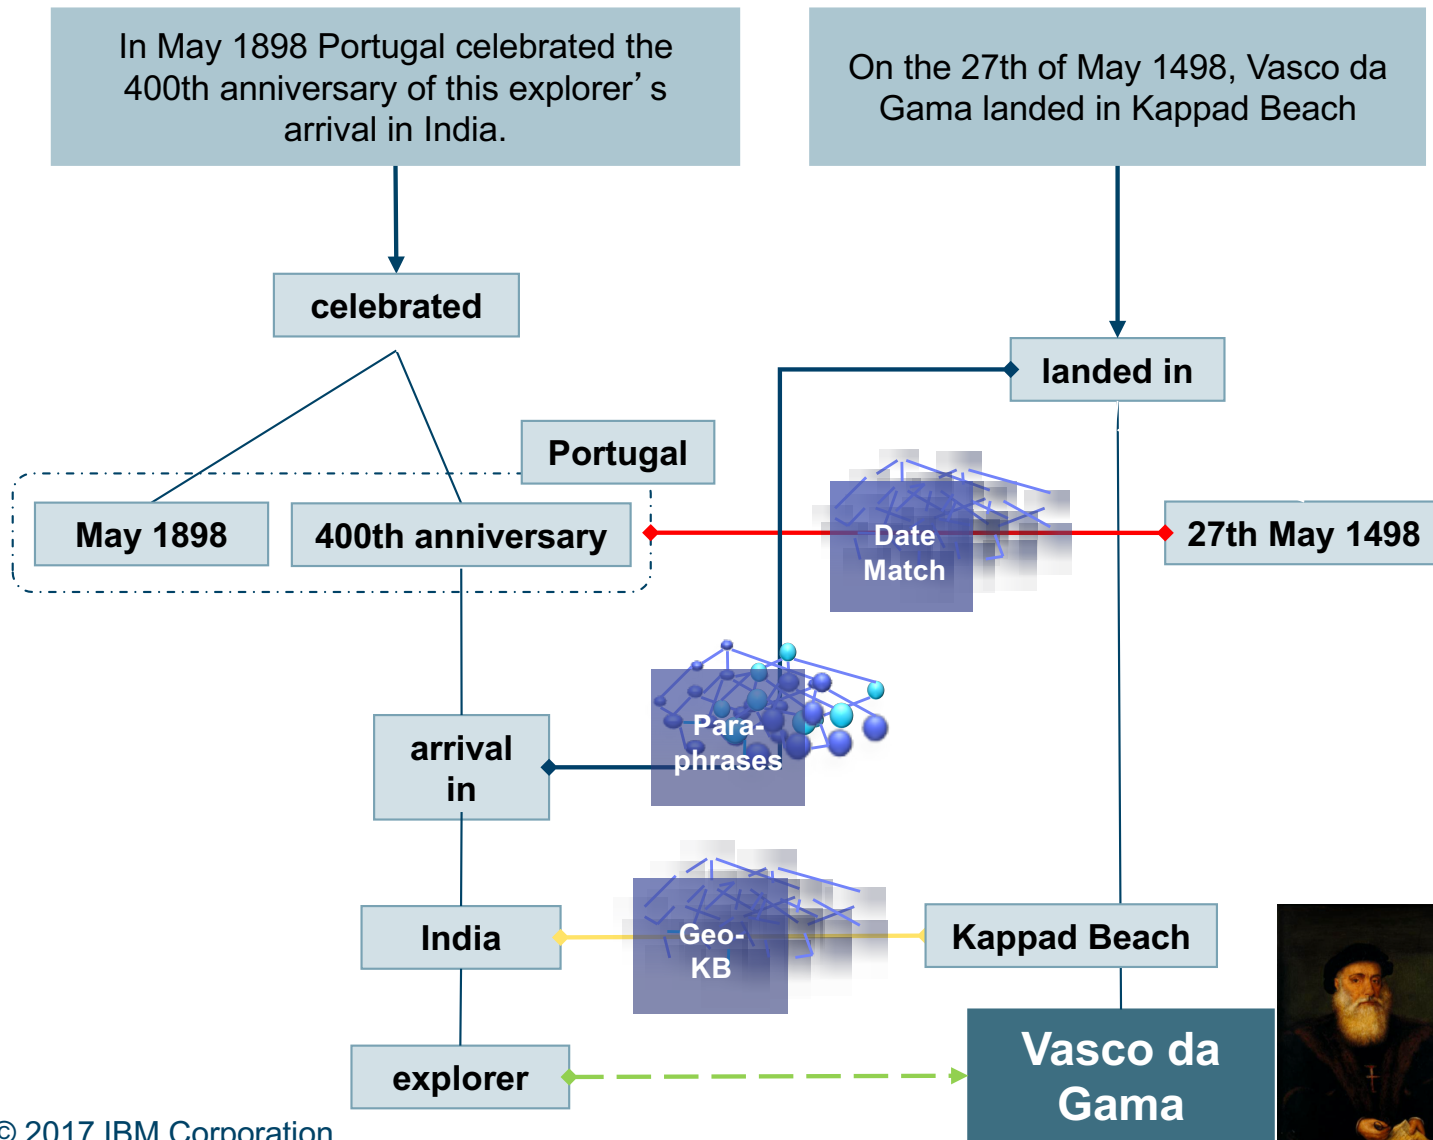 In May 1898 Portugal celebrated the
400th anniversary of this explorer’s
arrival in India.
On the 27th of May 1498, Vasco da
Gama landed in Kappad Beach
celebrated
landed in
Portugal
May 1898
400th anniversary
Date
Match
27th May 1498
Para-
phrases
arrival
in
India
Geo-
KB
Kappad Beach
explorer
Vasco da
Gama
© 2017 IBM Corporation